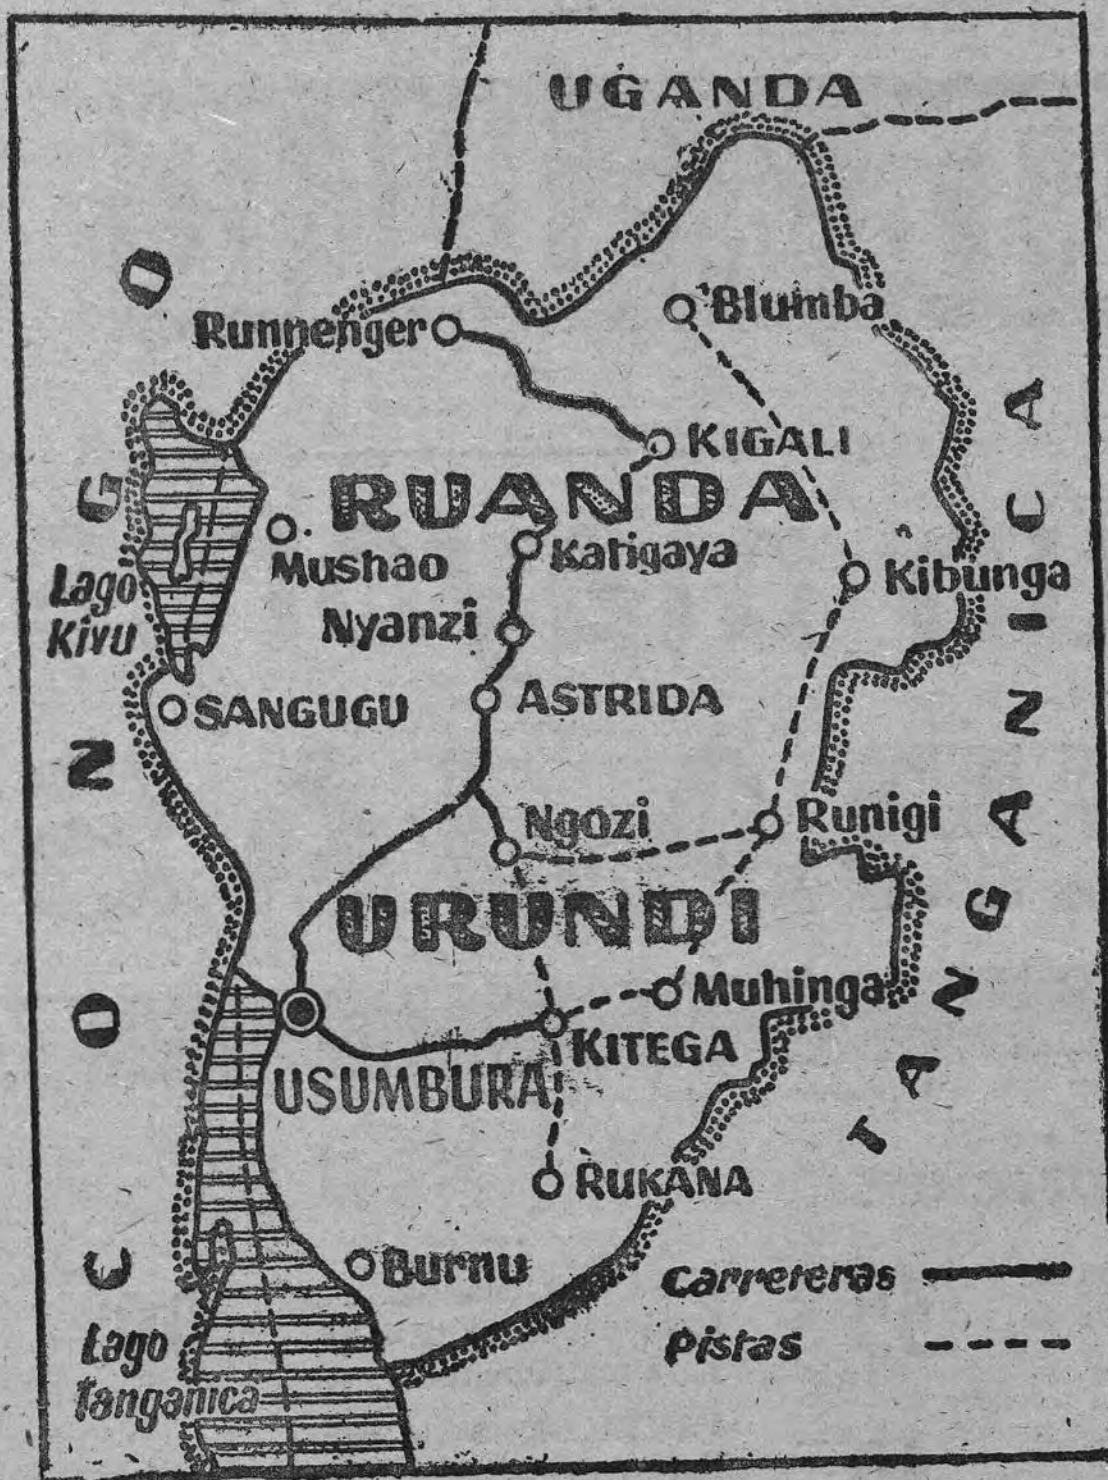 UGANDA
Blumba
Runnenger
KIGALI
RUANDA
Mushao
Katigaya
Kibunga
Lago
Kivu
Nyanzi
SANGUGU
ASTRIDA
Ngozi
Runigi
URUNDI
Muhinga
KITEGA
USUMBURA
RUKANA
Burnu
Lago
Tanganica
CONGO
TANGANICA
Carreteras
Pistas